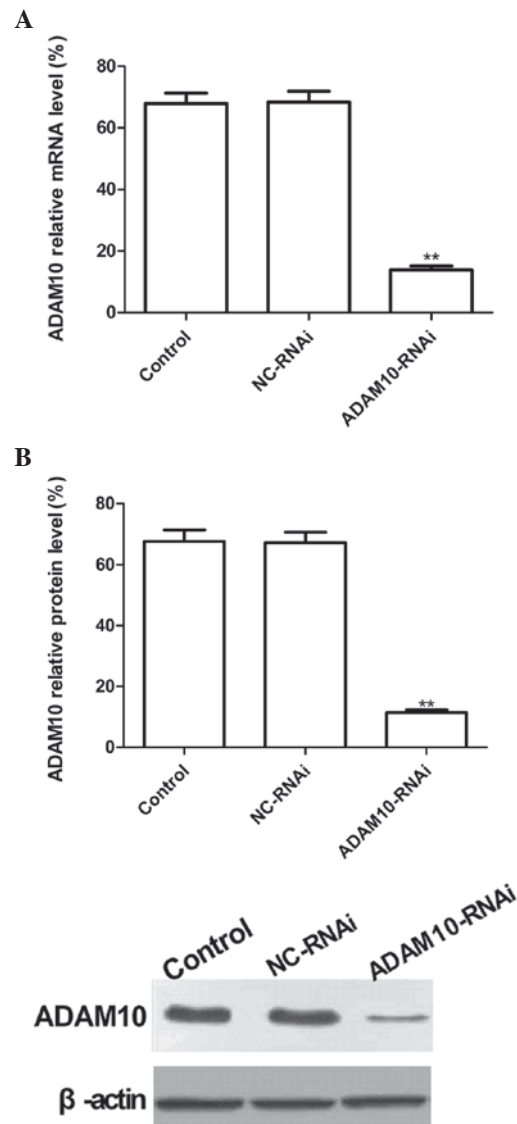 A
ADAM10 relative mRNA level (%)
80
60
40
20
0
**
Control
NC-RNAi
ADAM10-RNAi
B
ADAM10 relative protein level (%)
80
60
40
20
0
**
Control
NC-RNAi
ADAM10-RNAi
Control
NC-RNAi
ADAM10-RNAi
ADAM10
β -actin